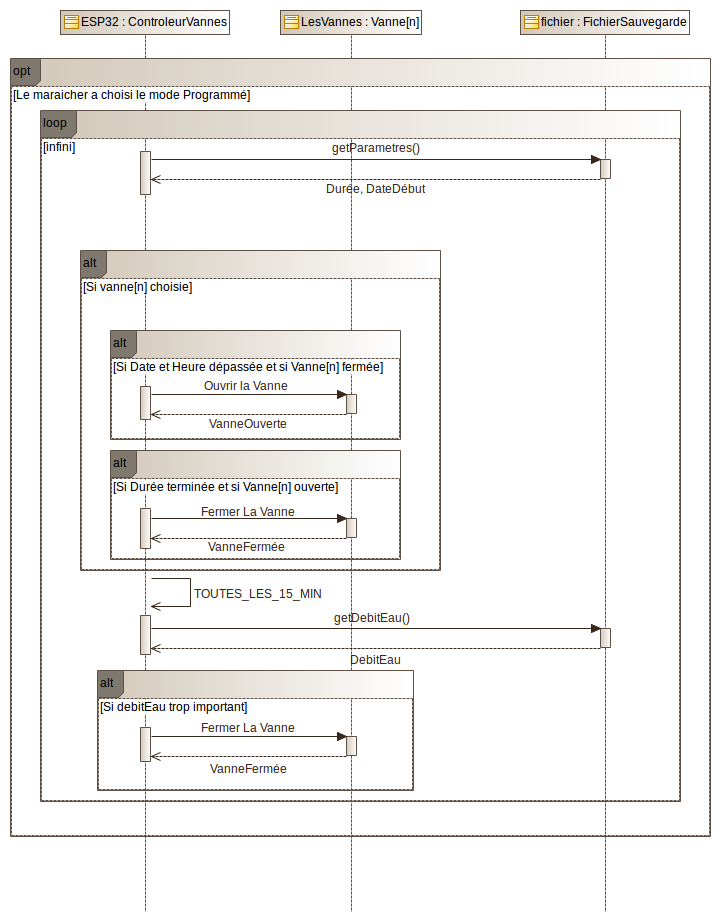 ESP32 : ControleurVannes
LesVannes : Vanne[n]
fichier : FichierSauvegarde
opt
[Le maraicher a choisi le mode Programmé]
loop
[infini]
getParametres()
Durée, DateDébut
alt
[Si vanne[n] choisie]
alt
[Si Date et Heure dépassée et si Vanne[n] fermée]
Ouvrir la Vanne
VanneOuverte
alt
[Si Durée terminée et si Vanne[n] ouverte]
Fermer La Vanne
VanneFermée
TOUTES_LES_15_MIN
getDebitEau()
DebitEau
alt
[Si debitEau trop important]
Fermer La Vanne
VanneFermée